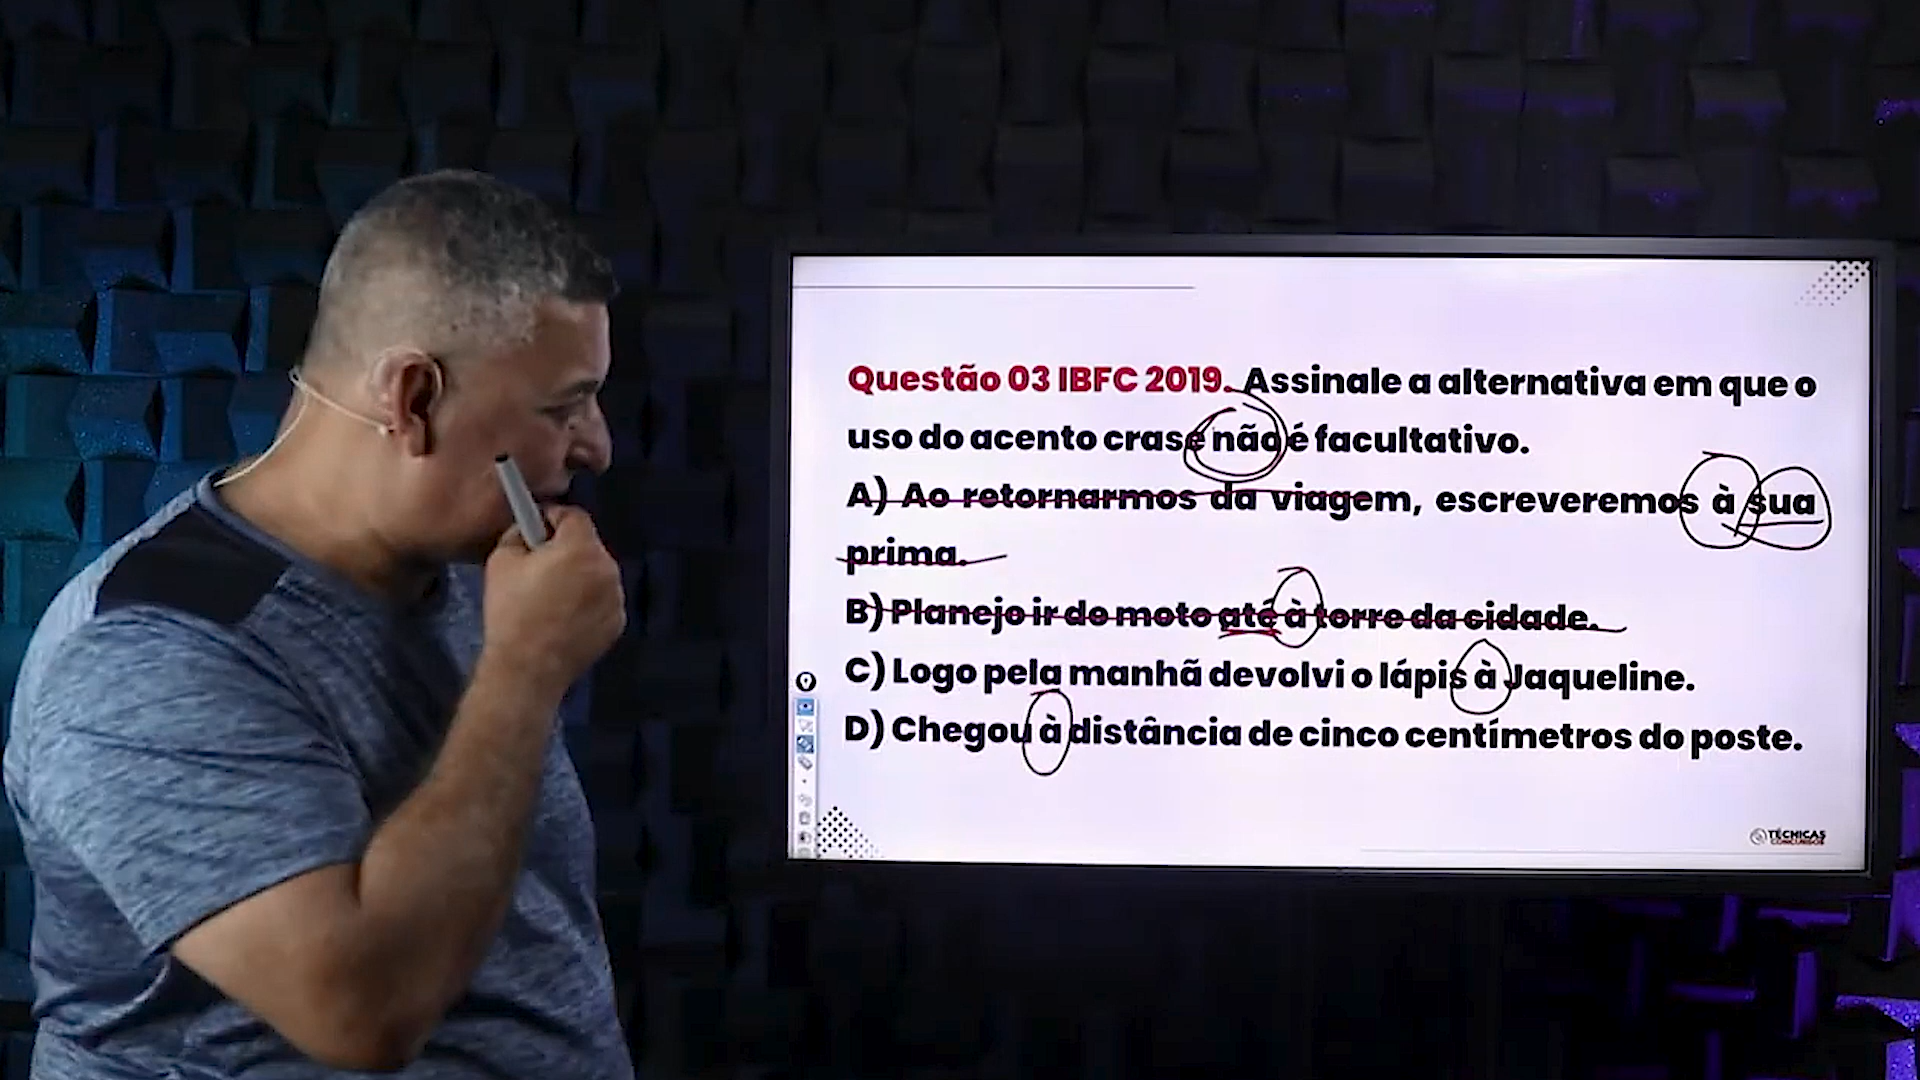 Questão 03 IBFC 2019. Assinale a alternativa em que o
uso do acento crase não é facultativo.
A) Ao retornarmos da viagem, escreveremos à sua
prima.
B) Planejo ir de moto até à torre da cidade.
C) Logo pela manhã devolvi o lápis à Jaqueline.
D) Chegou à distância de cinco centímetros do poste.
TÉCNICAS
CONCURSOS